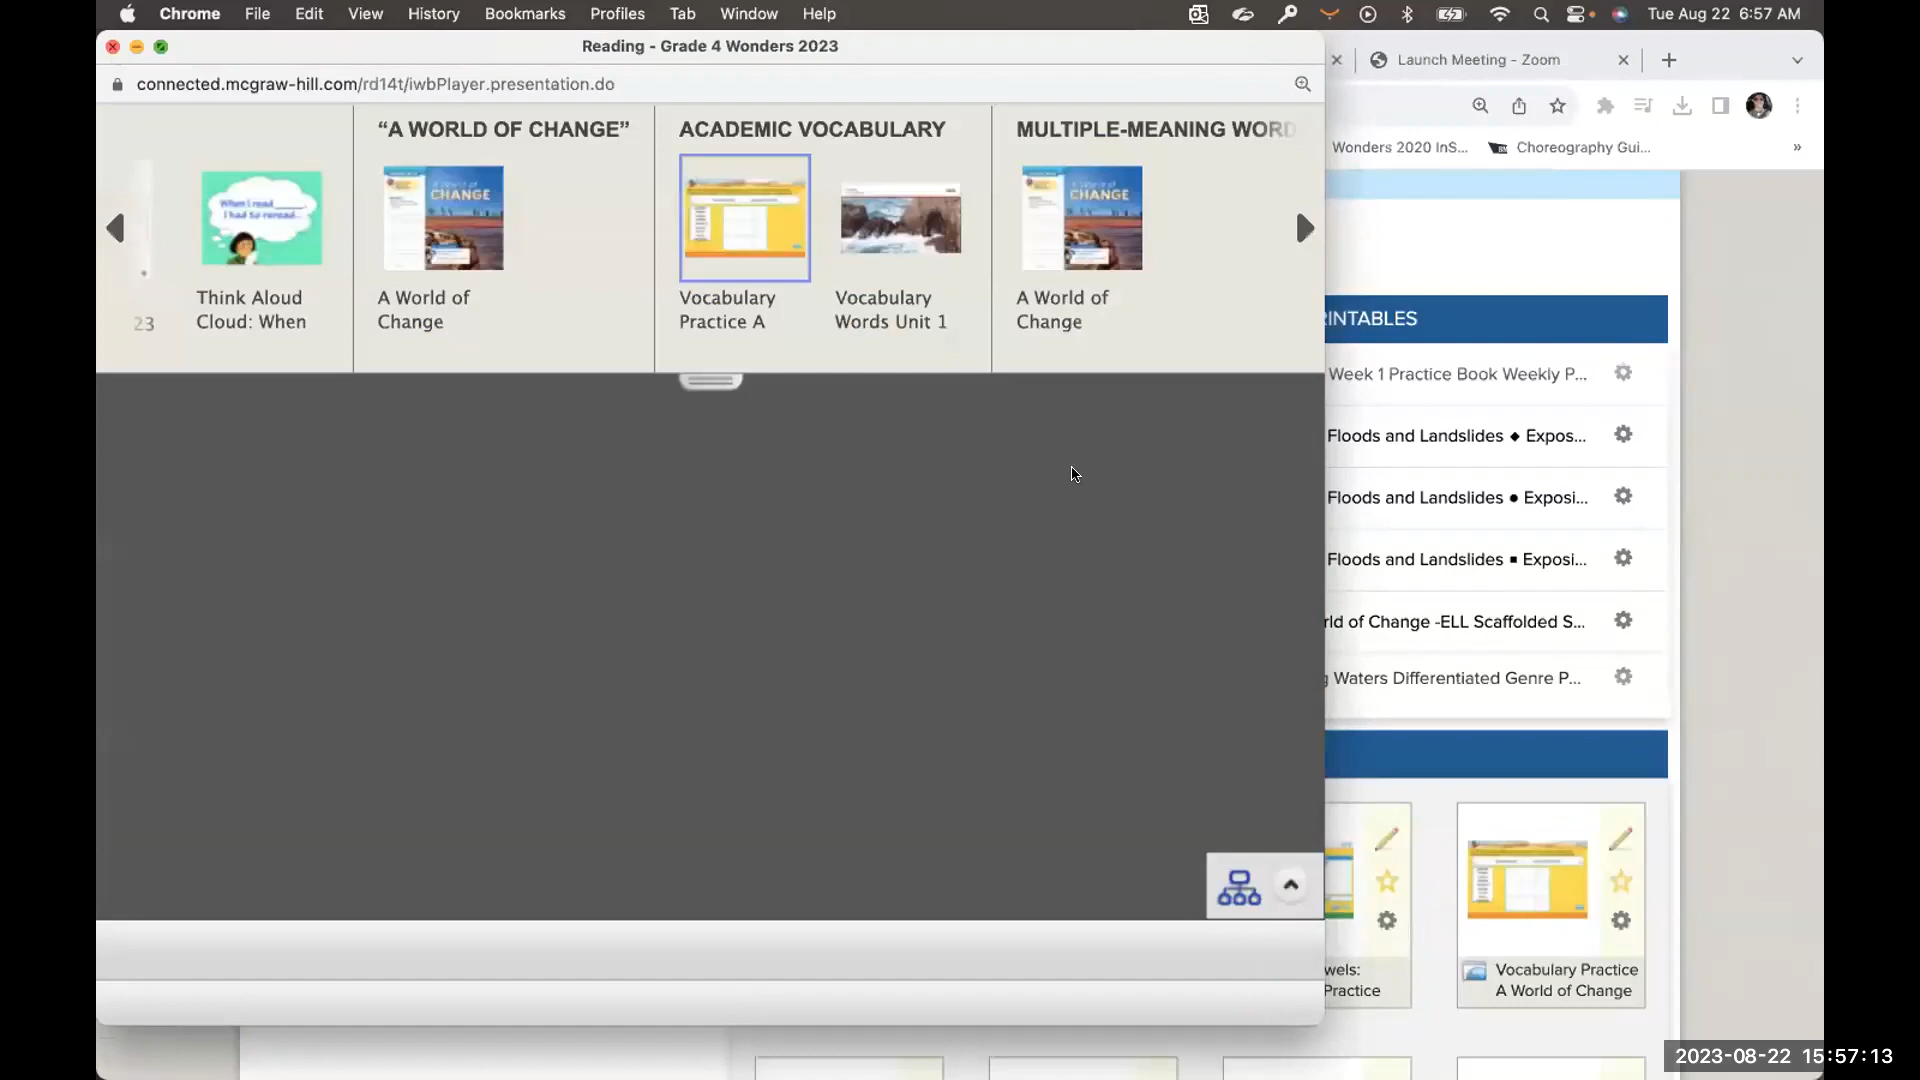 Chrome File Edit View History Bookmarks Profiles Tab Window Help
Tue Aug 22 6:57 AM
Reading - Grade 4 Wonders 2023
connected.mcgraw-hill.com/rd14t/iwbPlayer.presentation.do
Launch Meeting - Zoom
Wonders 2020 InS...
Choreography Gui...
»
23
When I read ____,
I had to reread...
Think Aloud
Cloud: When
“A WORLD OF CHANGE”
CHANGE
A World of
Change
ACADEMIC VOCABULARY
Vocabulary
Practice A
Vocabulary
Words Unit 1
MULTIPLE-MEANING WORD
CHANGE
A World of
Change
RINTABLES
Week 1 Practice Book Weekly P...
Floods and Landslides ◆ Expos...
Floods and Landslides ● Exposi...
Floods and Landslides ■ Exposi...
rld of Change -ELL Scaffolded S...
g Waters Differentiated Genre P...
wels:
Practice
Vocabulary Practice
A World of Change
2023-08-22 15:57:13